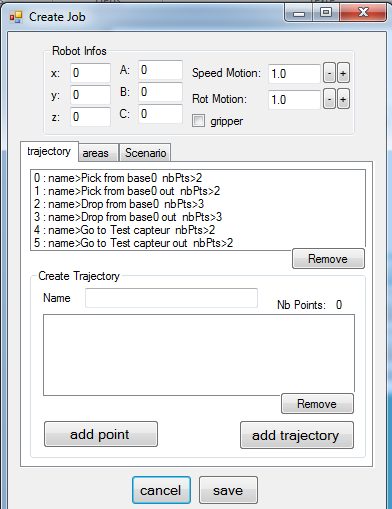 Create Job
Robot Infos
x: 0 A: 0 Speed Motion: 1.0 - +
y: 0 B: 0 Rot Motion: 1.0 - +
z: 0 C: 0 gripper
trajectory areas Scenario
0 : name>Pick from base0 nbPts>2
1 : name>Pick from base0 out nbPts>2
2 : name>Drop from base0 nbPts>3
3 : name>Drop from base0 out nbPts>3
4 : name>Go to Test capteur nbPts>2
5 : name>Go to Test capteur out nbPts>2
Remove
Create Trajectory
Name Nb Points: 0
Remove
add point add trajectory
cancel save